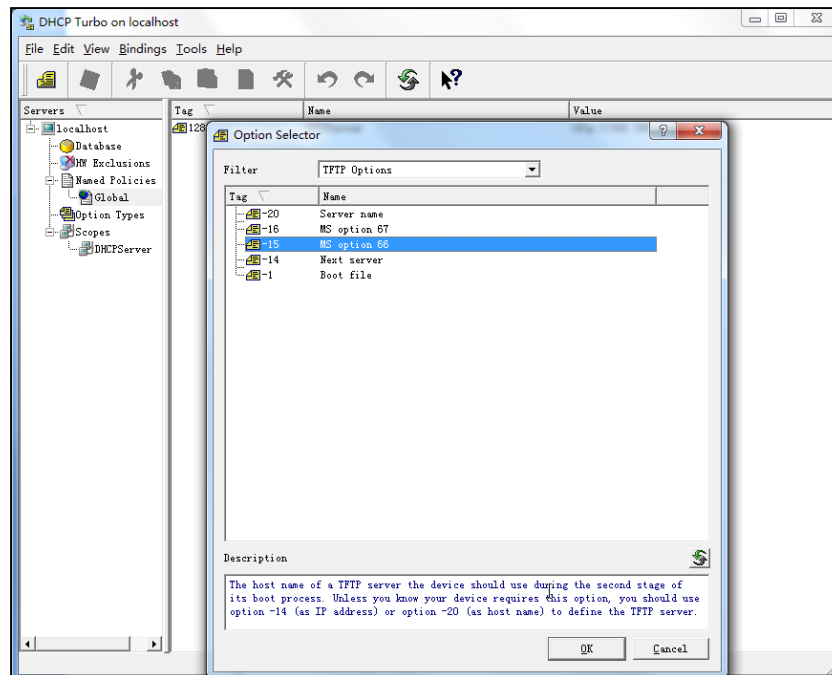 DHCP Turbo on localhost
File Edit View Bindings Tools Help
Servers
Tag Name Value
localhost
Database
HW Exclusions
Named Policies
Global
Option Types
Scopes
DHCPServer
128
Option Selector
Filter TFTP Options
Tag Name
-20 Server name
-16 MS option 67
-15 MS option 66
-14 Next server
-1 Boot file
Description
The host name of a TFTP server the device should use during the second stage of
its boot process. Unless you know your device requires this option, you should use
option -14 (as IP address) or option -20 (as host name) to define the TFTP server.
OK Cancel